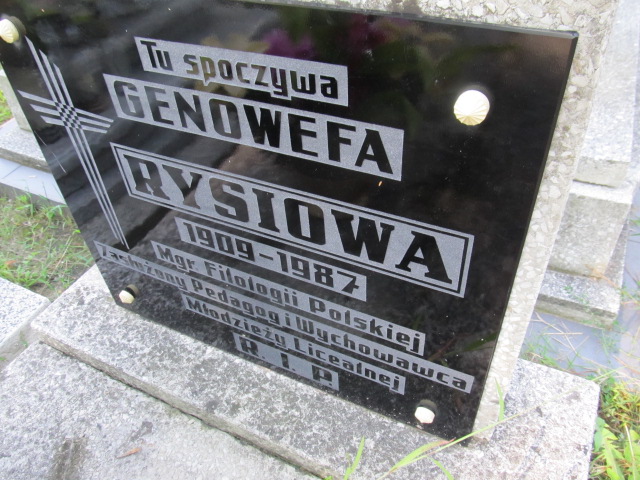 Tu spoczywa
GENOWEFA
RYSIOWA
1909-1987
Mgr. Filologii Polskiej
Zasłużony Pedagog i Wychowawca
Młodzieży Licealnej
R. I. P